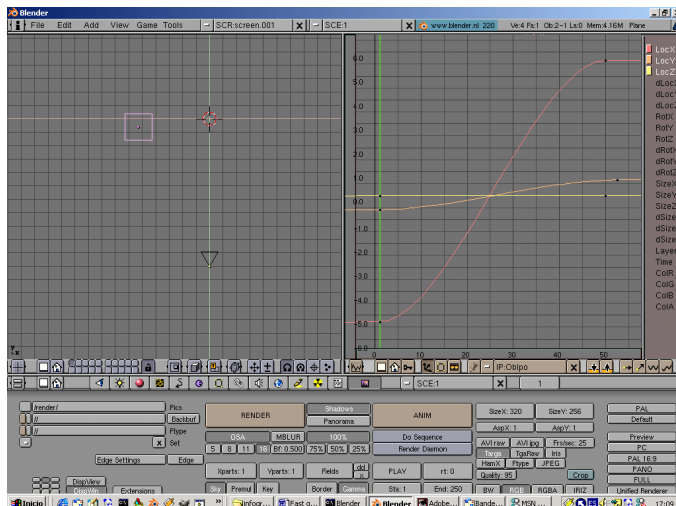 Blender
File Edit Add View Game Tools SCR:screen.001 X SCE:1 X www.blender.nl 220 Ve:4 Fa:1 Ob:2-1 La:0 Mem:4.16M Plane
LocX
LocY
LocZ
dLocX
dLocY
dLocZ
RotX
RotY
RotZ
dRotX
dRotY
dRotZ
SizeX
SizeY
SizeZ
dSize
dSize
dSize
Layer
Time
ColR
ColG
ColB
ColA
6.0
5.0
4.0
3.0
2.0
1.0
0.0
-1.0
-2.0
-3.0
-4.0
-5.0
-6.0
0 10 20 30 40 50
IP:ObIpo X
SCE:1 X 1
/render/ Pics
// Backbuf
// Ftype
X Set
Edge Settings Edge
DispView
DispWin Extensions
RENDER Shadows
Panorama
OSA MBLUR 100%
5 8 11 16 Bf: 0.500 75% 50% 25%
Xparts: 1 Yparts: 1 Fields Odd
x
Sky Premul Key Border Gamma
ANIM
Do Sequence
Render Daemon
PLAY rt: 0
Sta: 1 End: 250
SizeX: 320 SizeY: 256
AspX: 1 AspY: 1
AVI raw AVI jpg Frs/sec: 25
Targa TgaRaw Iris
HamX Ftype JPEG
Quality: 95 Crop
BW RGB RGBA IRIZ
PAL
Default
Preview
PC
PAL 16:9
PANO
FULL
Unified Renderer
Inicio » infogr... Fast g... Blender Blender Adobe... Bande... MSN ... 17:09